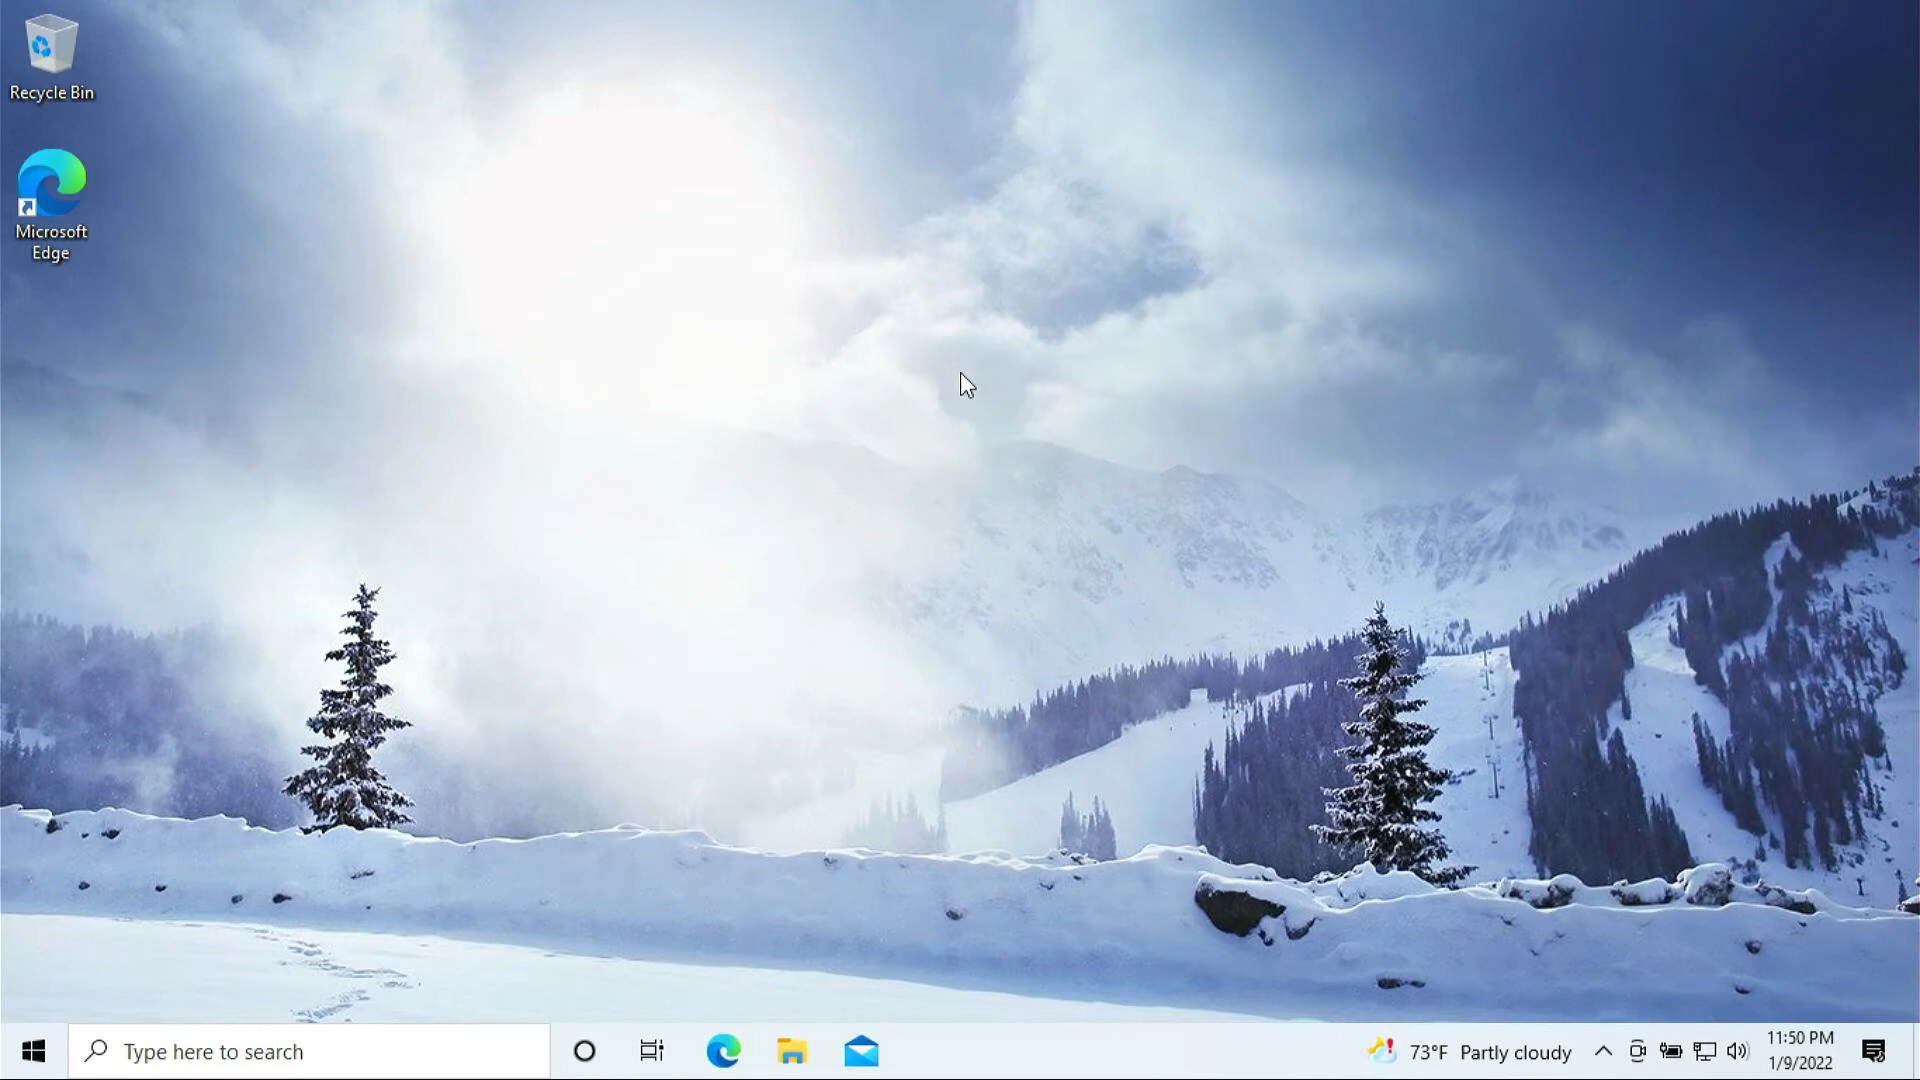 Recycle Bin
Microsoft
Edge
Type here to search
73°F Partly cloudy
11:50 PM
1/9/2022